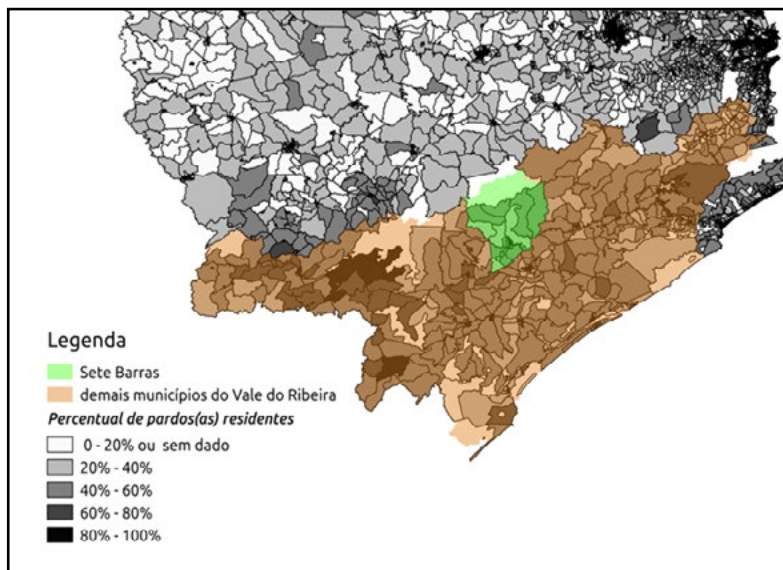 Legenda
Sete Barras
demais municípios do Vale do Ribeira
Percentual de pardos(as) residentes
0 - 20% ou sem dado
20% - 40%
40% - 60%
60% - 80%
80% - 100%